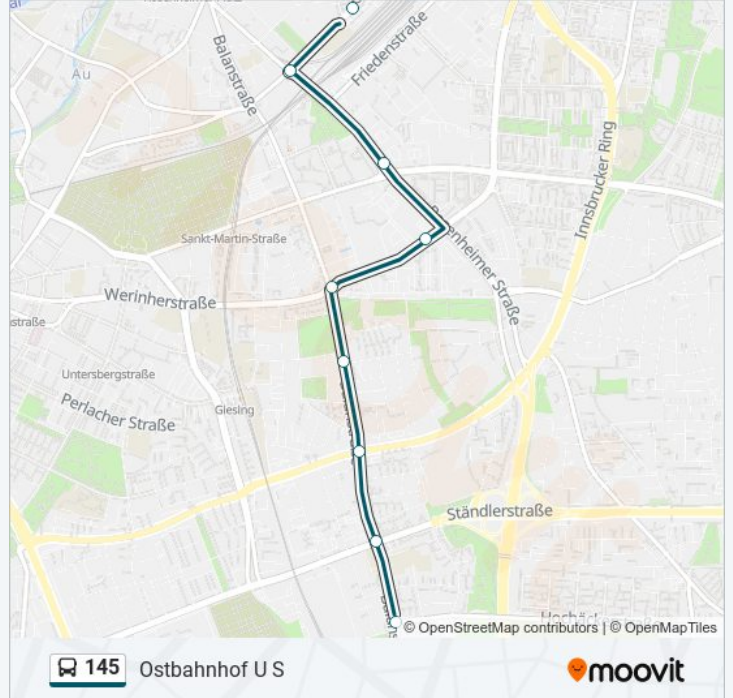 Au
Balanstraße
Friedenstraße
Innsbrucker Ring
Sankt-Martin-Straße
Rosenheimer Straße
Werinherstraße
straße
Untersbergstraße
Perlacher Straße
Giesing
Ständlerstraße
© OpenStreetMap contributors | © OpenMapTiles
145 Ostbahnhof U S
moovit